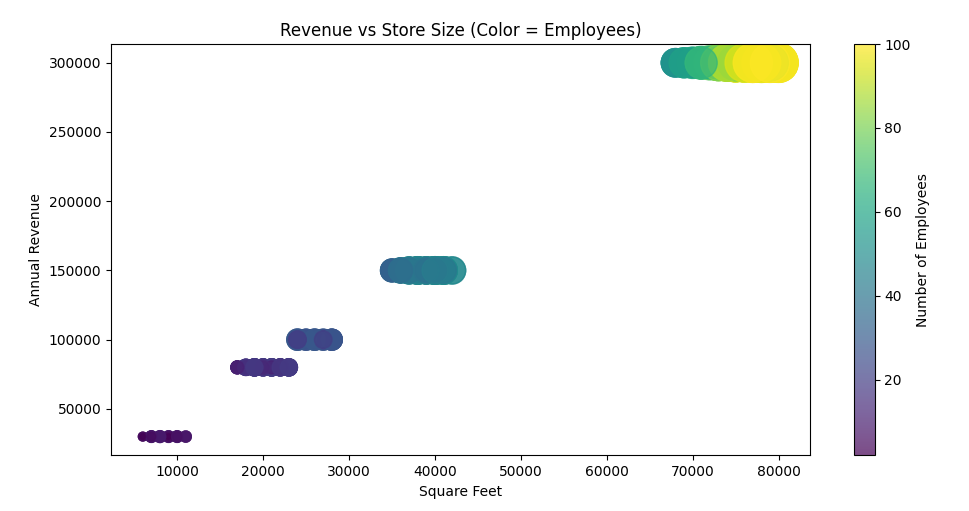 Revenue vs Store Size (Color = Employees)
300000
250000
200000
150000
100000
50000
Annual Revenue
10000 20000 30000 40000 50000 60000 70000 80000
Square Feet
100
80
60
40
20
Number of Employees